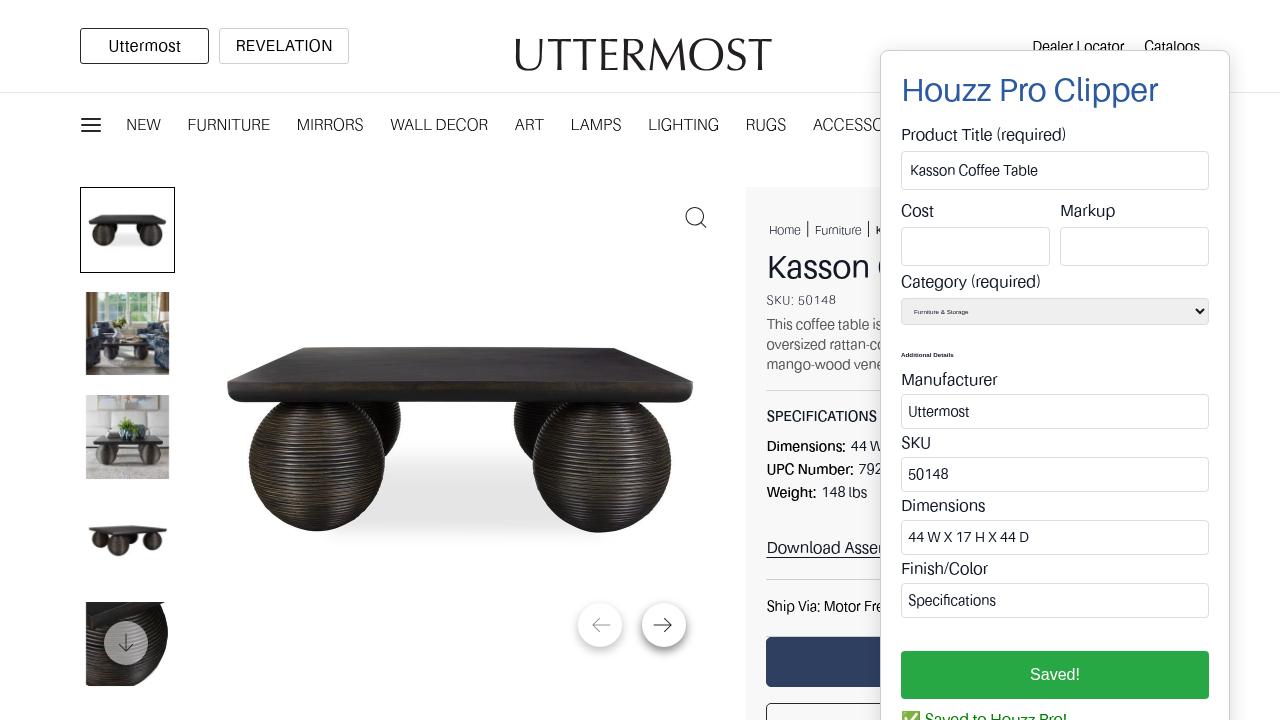 Uttermost
REVELATION
UTTERMOST
Dealer Locator
Catalogs
NEW
FURNITURE
MIRRORS
WALL DECOR
ART
LAMPS
LIGHTING
RUGS
ACCESSO
Home | Furniture |
Kasson
SKU: 50148
This coffee table is
oversized rattan-co
mango-wood vene
SPECIFICATIONS
Dimensions: 44 W
UPC Number: 792
Weight: 148 lbs
Download Assem
Ship Via: Motor Fre
Houzz Pro Clipper
Product Title (required)
Kasson Coffee Table
Cost
Markup
Category (required)
Furniture & Storage
Additional Details
Manufacturer
Uttermost
SKU
50148
Dimensions
44 W X 17 H X 44 D
Finish/Color
Specifications
Saved!
✅ Saved to Houzz Pro!